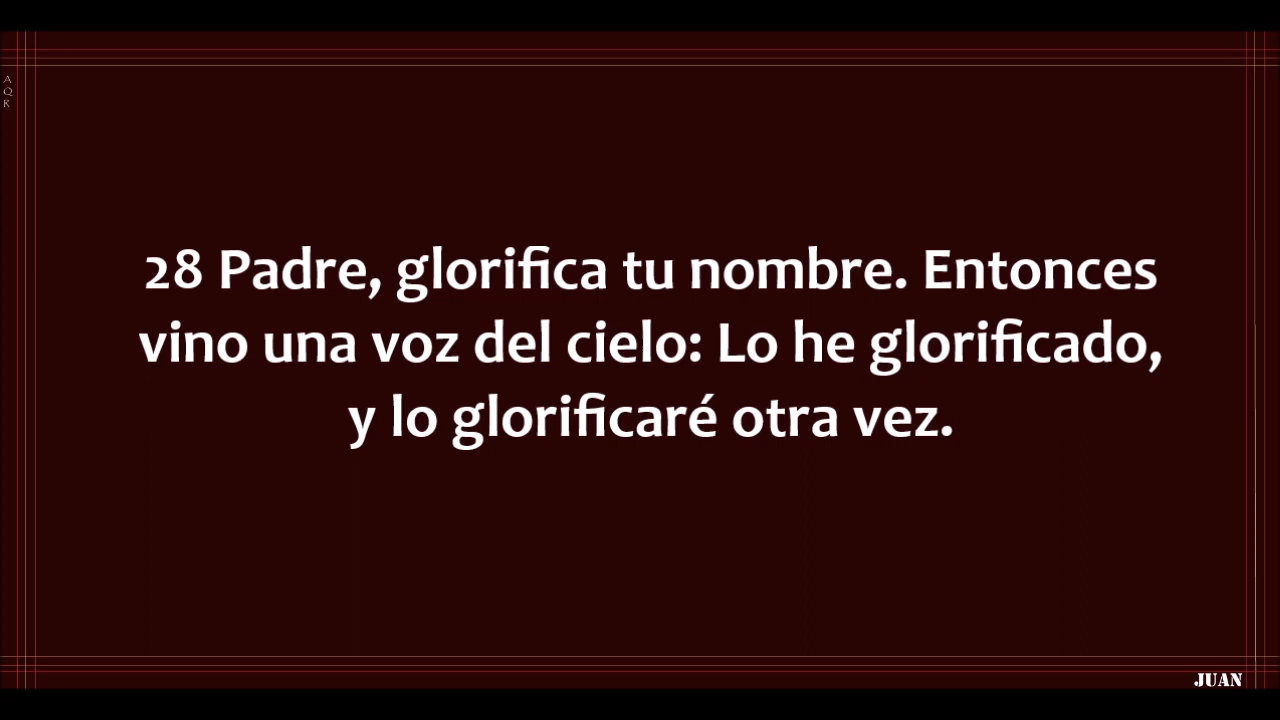 A
Q
R
28 Padre, glorifica tu nombre. Entonces
vino una voz del cielo: Lo he glorificado,
y lo glorificaré otra vez.
JUAN